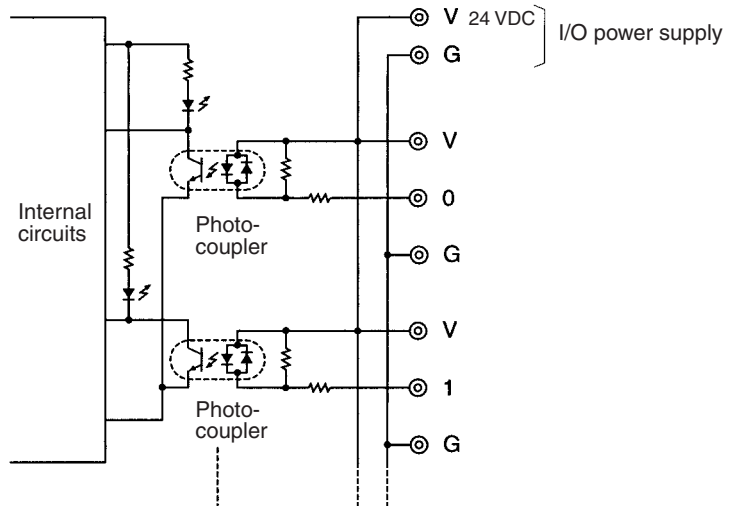 V 24 VDC
I/O power supply
G
V
0
Internal
circuits
Photo-
coupler
G
V
1
Photo-
coupler
G